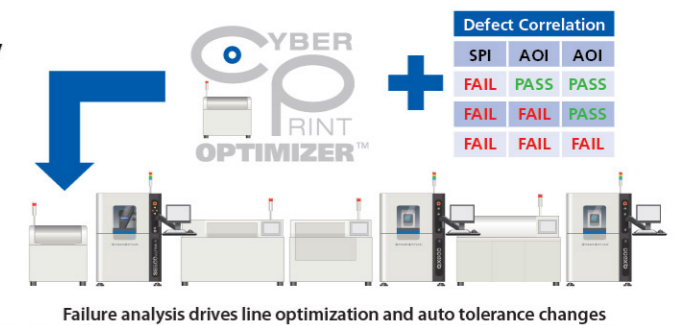 CYBER
PRINT
OPTIMIZER™
Defect Correlation
SPI AOI AOI
FAIL PASS PASS
FAIL FAIL PASS
FAIL FAIL FAIL
Failure analysis drives line optimization and auto tolerance changes